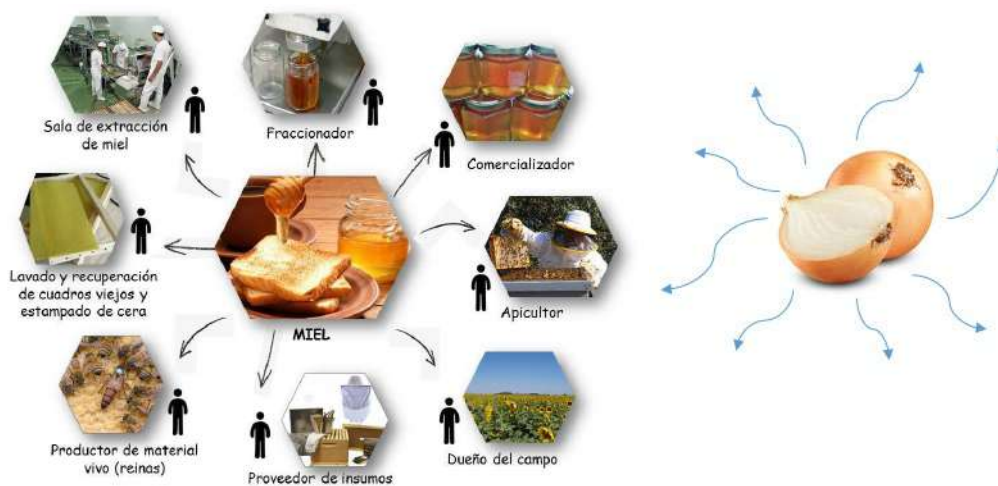 Sala de extracción
de miel
Fraccionador
Comercializador
Lavado y recuperación
de cuadros viejos y
estampado de cera
Apicultor
MIEL
Productor de material
vivo (reinas)
Proveedor de insumos
Dueño del campo